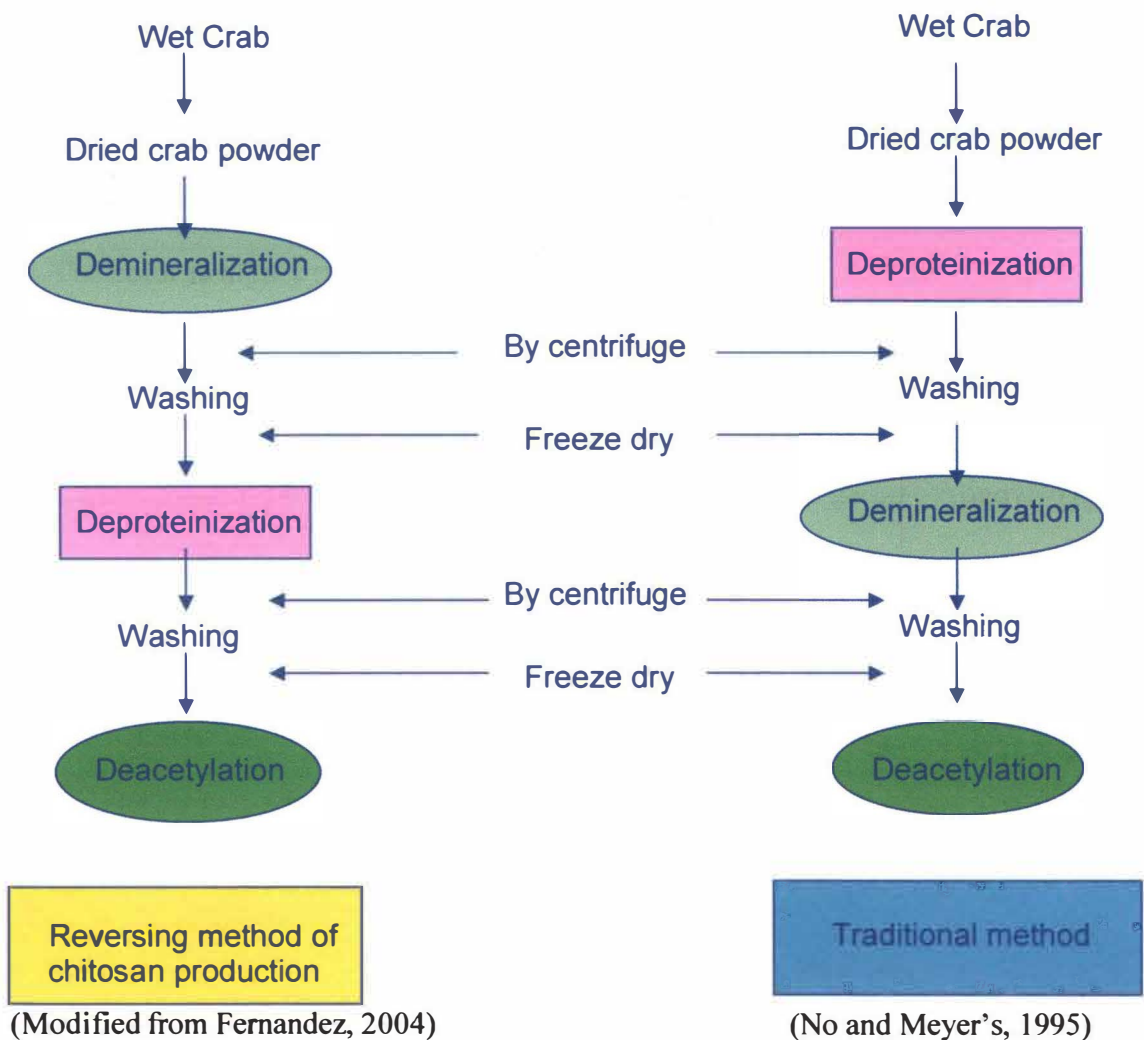 Wet Crab
Dried crab powder
Demineralization
Washing
Deproteinization
Washing
Deacetylation
By centrifuge
Freeze dry
By centrifuge
Freeze dry
Wet Crab
Dried crab powder
Deproteinization
Washing
Demineralization
Washing
Deacetylation
Reversing method of
chitosan production
(Modified from Fernandez, 2004)
Traditional method
(No and Meyer's, 1995)